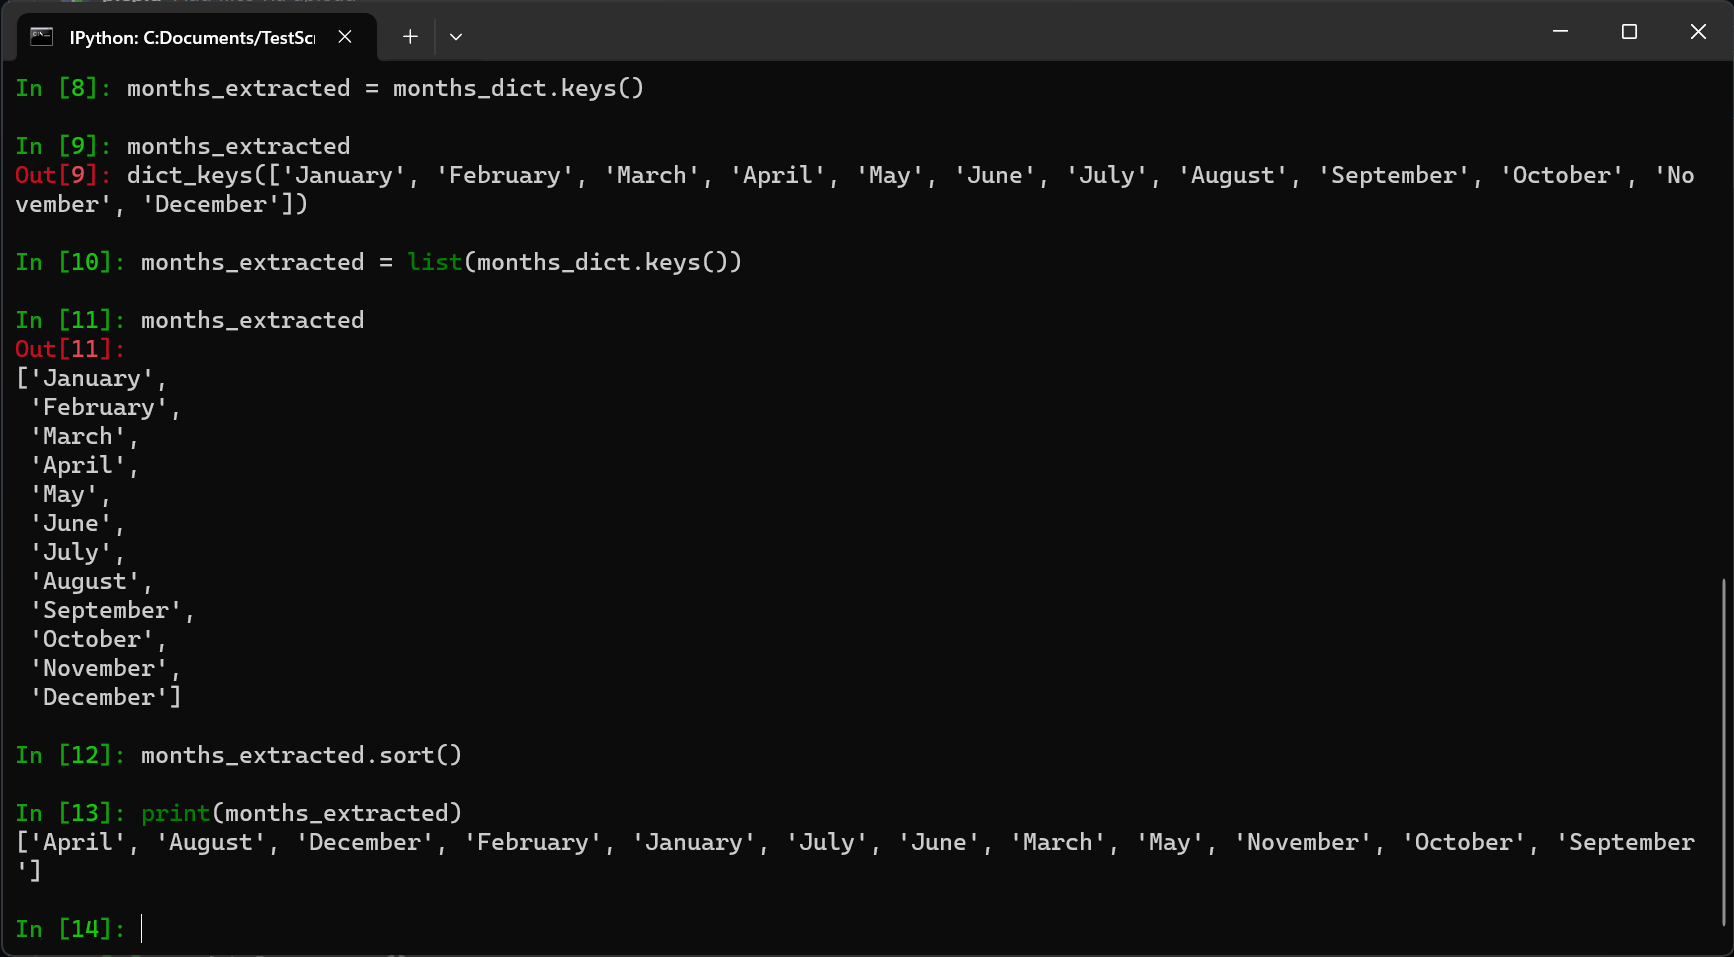 IPython: C:Documents/TestScr
In [8]: months_extracted = months_dict.keys()
In [9]: months_extracted
Out[9]: dict_keys(['January', 'February', 'March', 'April', 'May', 'June', 'July', 'August', 'September', 'October', 'No
vember', 'December'])
In [10]: months_extracted = list(months_dict.keys())
In [11]: months_extracted
Out[11]:
['January',
 'February',
 'March',
 'April',
 'May',
 'June',
 'July',
 'August',
 'September',
 'October',
 'November',
 'December']
In [12]: months_extracted.sort()
In [13]: print(months_extracted)
['April', 'August', 'December', 'February', 'January', 'July', 'June', 'March', 'May', 'November', 'October', 'September
']
In [14]: